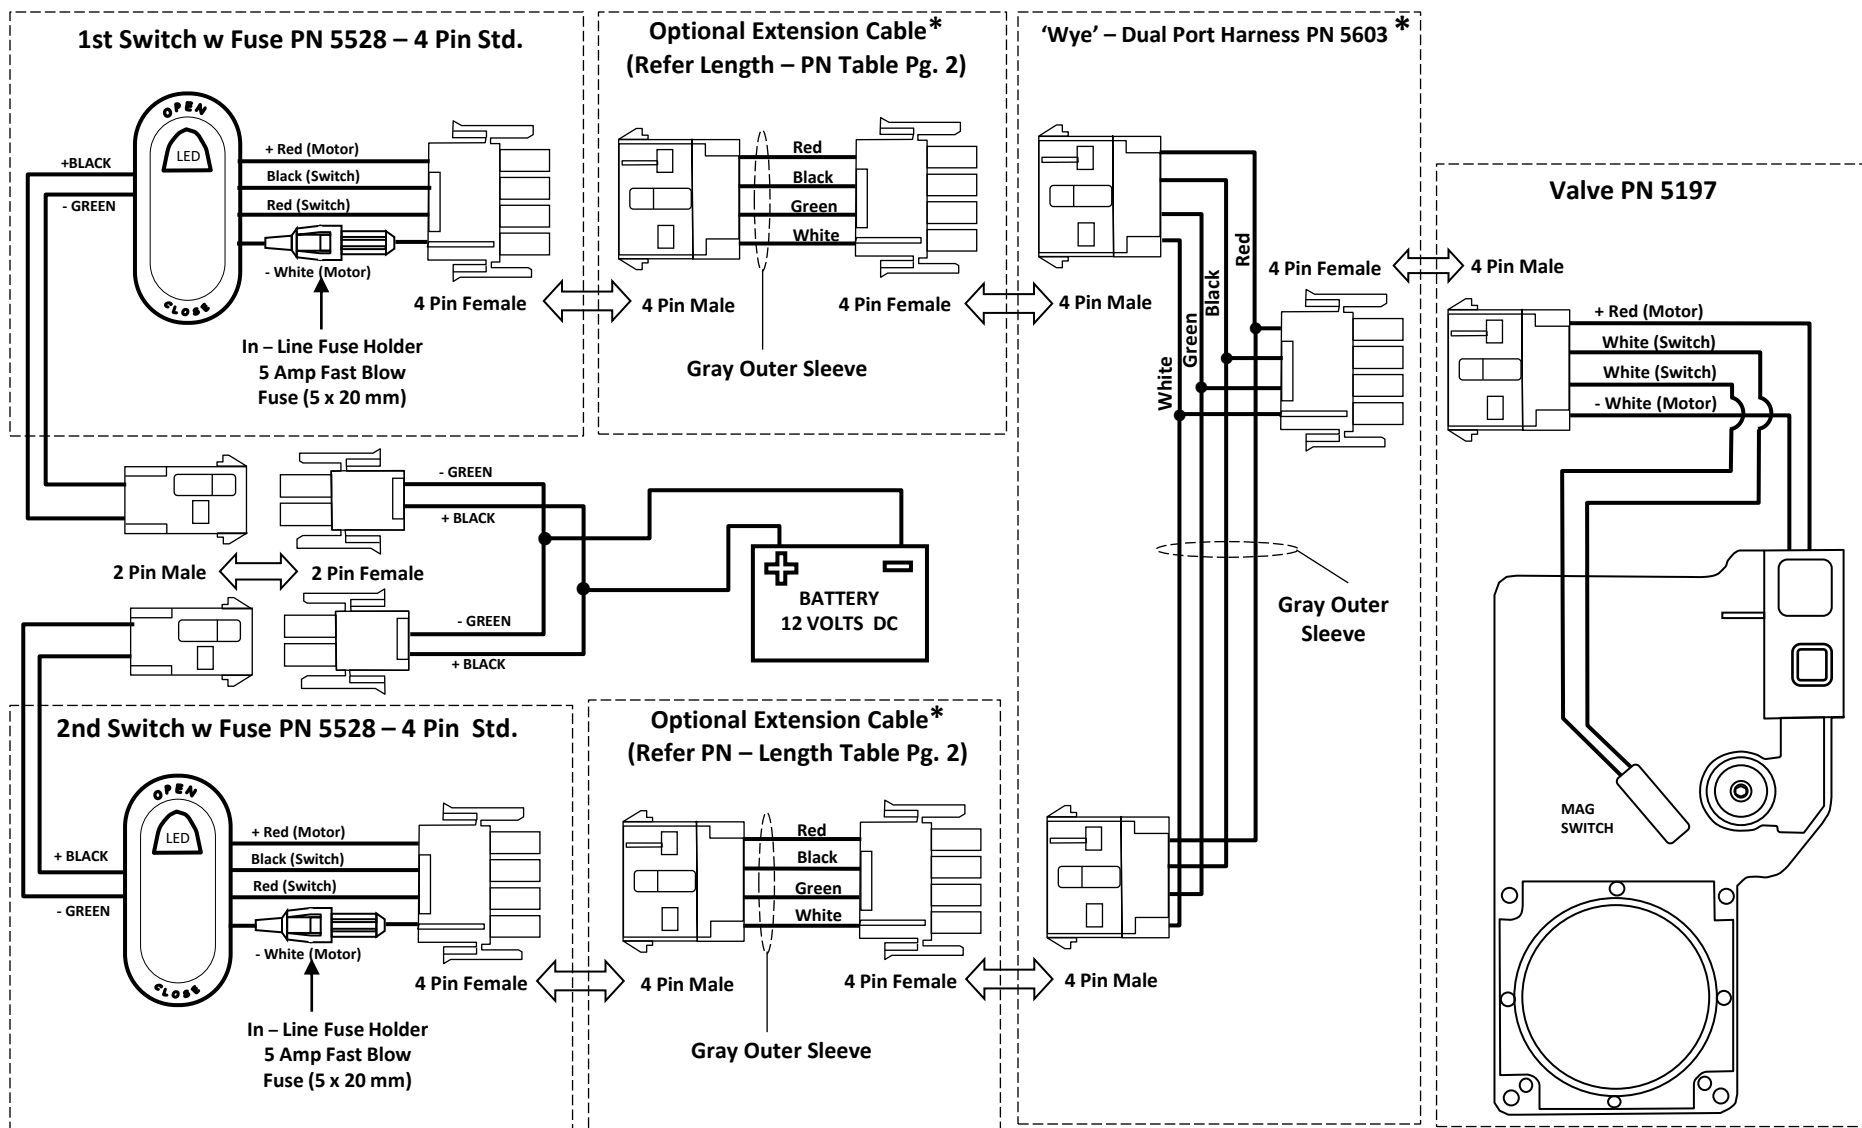 1st Switch w Fuse PN 5528 – 4 Pin Std.
OPEN
LED
CLOSE
+BLACK
- GREEN
+ Red (Motor)
Black (Switch)
Red (Switch)
- White (Motor)
4 Pin Female
In – Line Fuse Holder
5 Amp Fast Blow
Fuse (5 x 20 mm)
Optional Extension Cable*
(Refer Length – PN Table Pg. 2)
Red
Black
Green
White
4 Pin Male
4 Pin Female
Gray Outer Sleeve
‘Wye’ – Dual Port Harness PN 5603 *
4 Pin Male
Red
Black
Green
White
4 Pin Female
Gray Outer
Sleeve
4 Pin Male
Valve PN 5197
4 Pin Male
+ Red (Motor)
White (Switch)
White (Switch)
- White (Motor)
MAG
SWITCH
- GREEN
+ BLACK
2 Pin Male
2 Pin Female
- GREEN
+ BLACK
BATTERY
12 VOLTS DC
2nd Switch w Fuse PN 5528 – 4 Pin Std.
OPEN
LED
CLOSE
+ BLACK
- GREEN
+ Red (Motor)
Black (Switch)
Red (Switch)
- White (Motor)
4 Pin Female
In – Line Fuse Holder
5 Amp Fast Blow
Fuse (5 x 20 mm)
Optional Extension Cable*
(Refer PN – Length Table Pg. 2)
Red
Black
Green
White
4 Pin Male
4 Pin Female
Gray Outer Sleeve